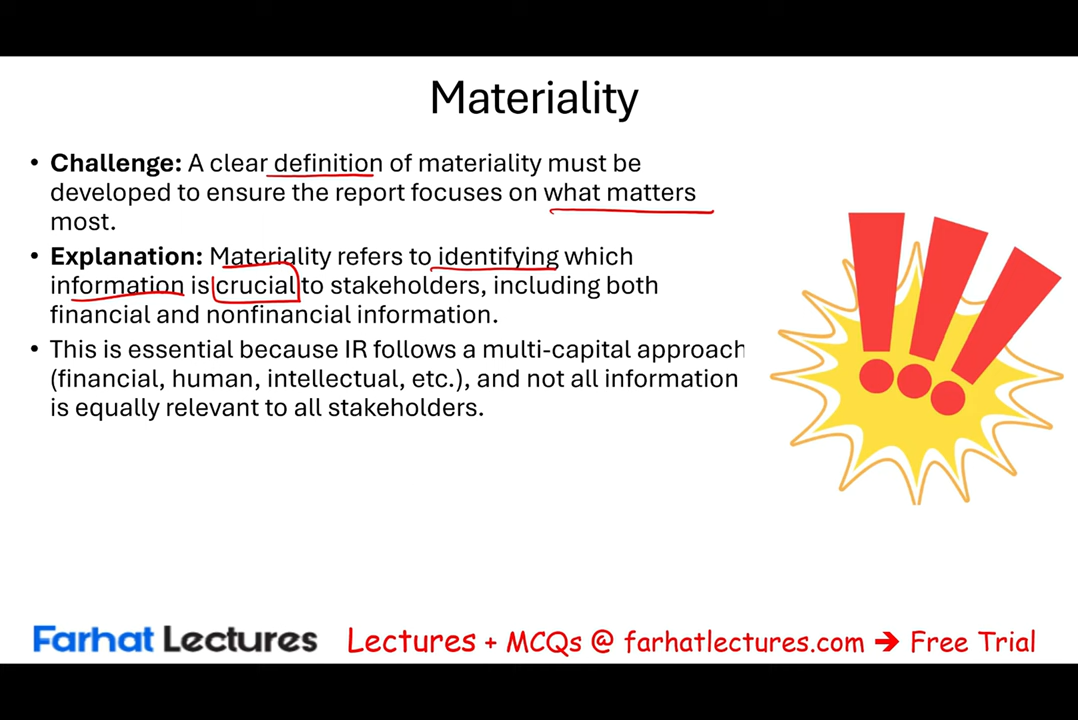 Materiality
• Challenge: A clear definition of materiality must be
developed to ensure the report focuses on what matters
most.
• Explanation: Materiality refers to identifying which
information is crucial to stakeholders, including both
financial and nonfinancial information.
• This is essential because IR follows a multi-capital approach
(financial, human, intellectual, etc.), and not all information
is equally relevant to all stakeholders.
Farhat Lectures Lectures + MCQs @ farhatlectures.com → Free Trial